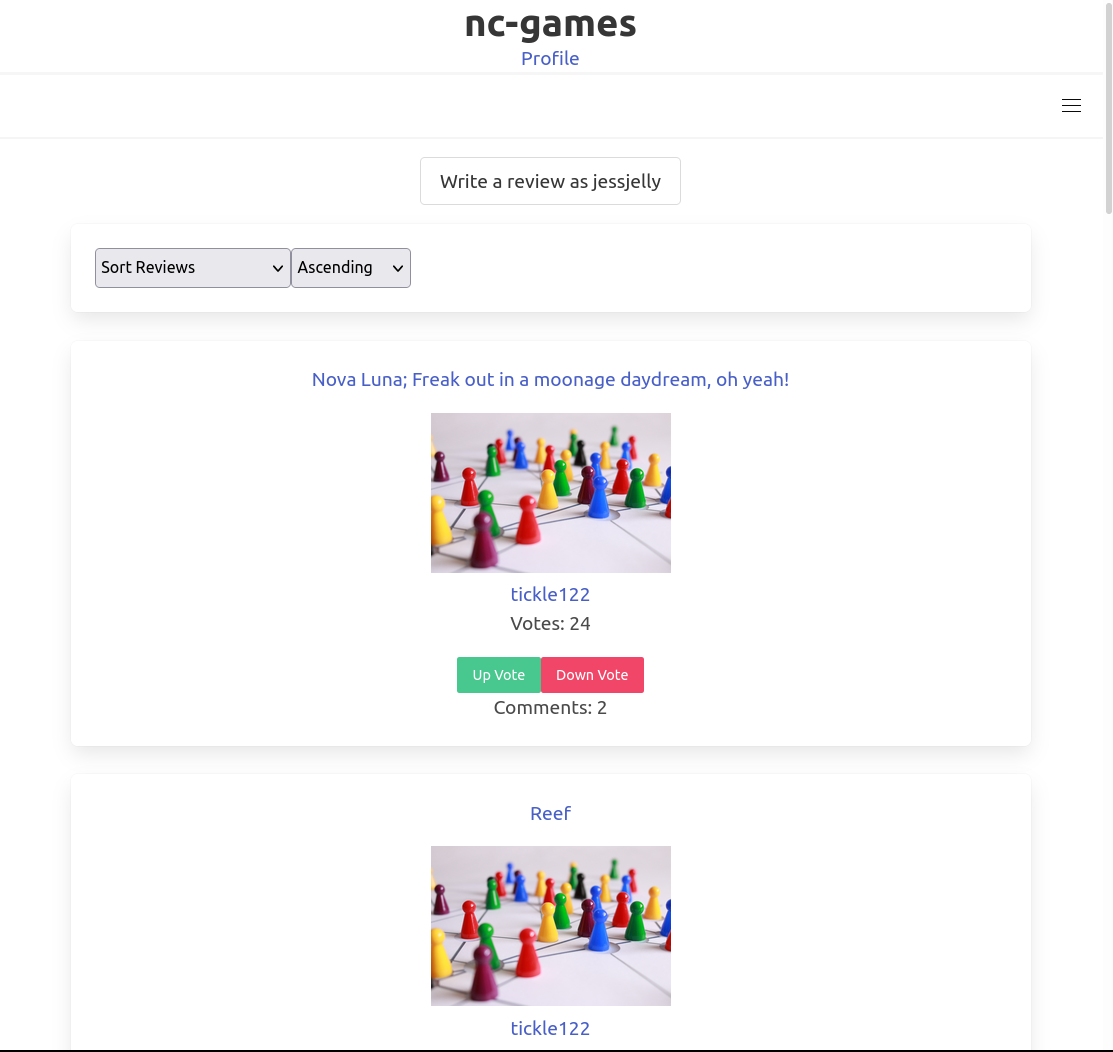 nc-games
Profile
Write a review as jessjelly
Sort Reviews Ascending
Nova Luna; Freak out in a moonage daydream, oh yeah!
tickle122
Votes: 24
Up Vote Down Vote
Comments: 2
Reef
tickle122